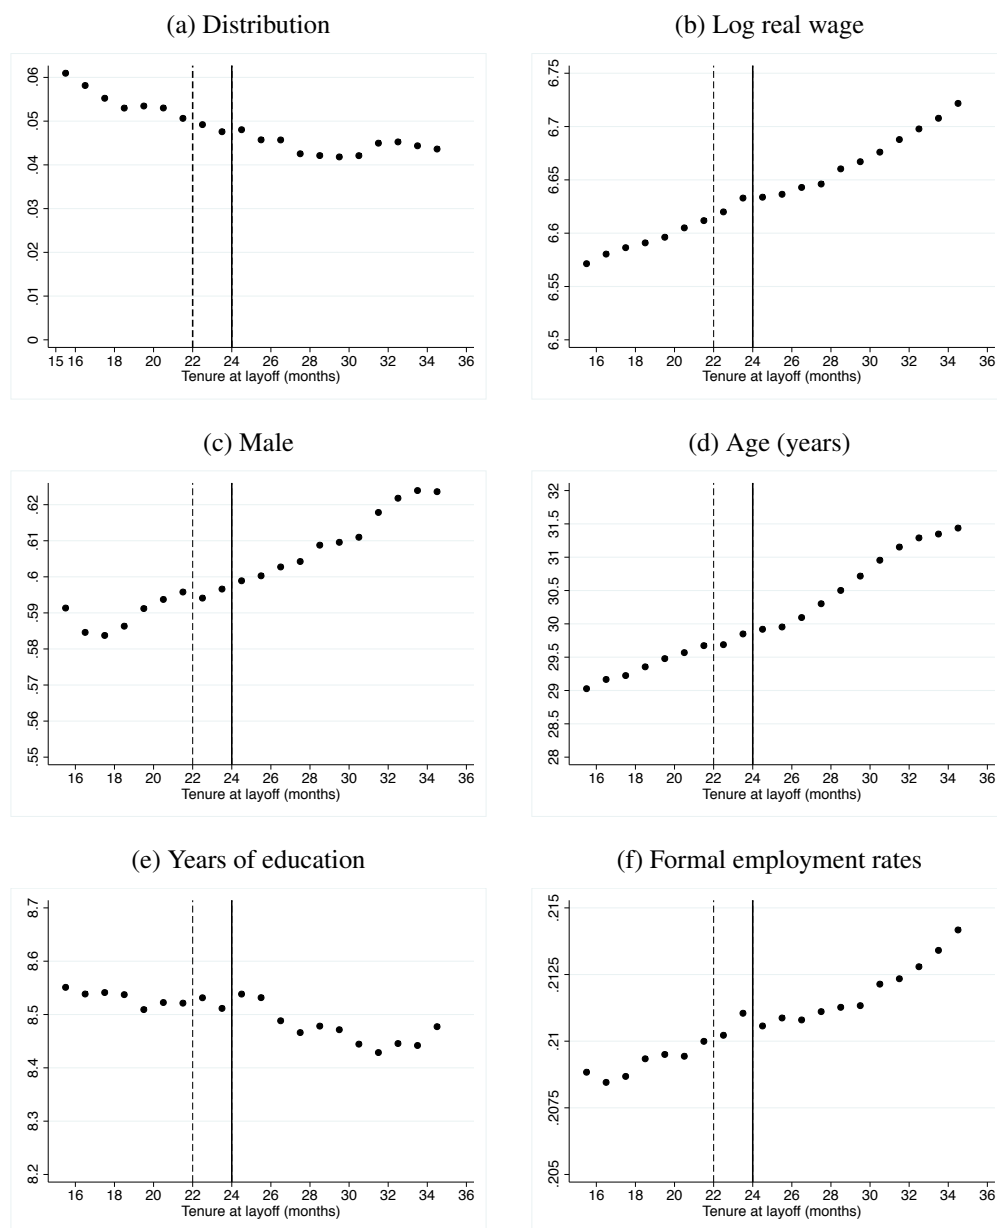 (a) Distribution
.06
.05
.04
.03
.02
.01
0
15 16 18 20 22 24 26 28 30 32 34 36
Tenure at layoff (months)
(b) Log real wage
6.75
6.7
6.65
6.6
6.55
6.5
16 18 20 22 24 26 28 30 32 34 36
Tenure at layoff (months)
(c) Male
.62
.61
.6
.59
.58
.57
.56
.55
16 18 20 22 24 26 28 30 32 34 36
Tenure at layoff (months)
(d) Age (years)
32
31.5
31
30.5
30
29.5
29
28.5
28
16 18 20 22 24 26 28 30 32 34 36
Tenure at layoff (months)
(e) Years of education
8.7
8.6
8.5
8.4
8.3
8.2
16 18 20 22 24 26 28 30 32 34 36
Tenure at layoff (months)
(f) Formal employment rates
.215
.2125
.21
.2075
.205
16 18 20 22 24 26 28 30 32 34 36
Tenure at layoff (months)